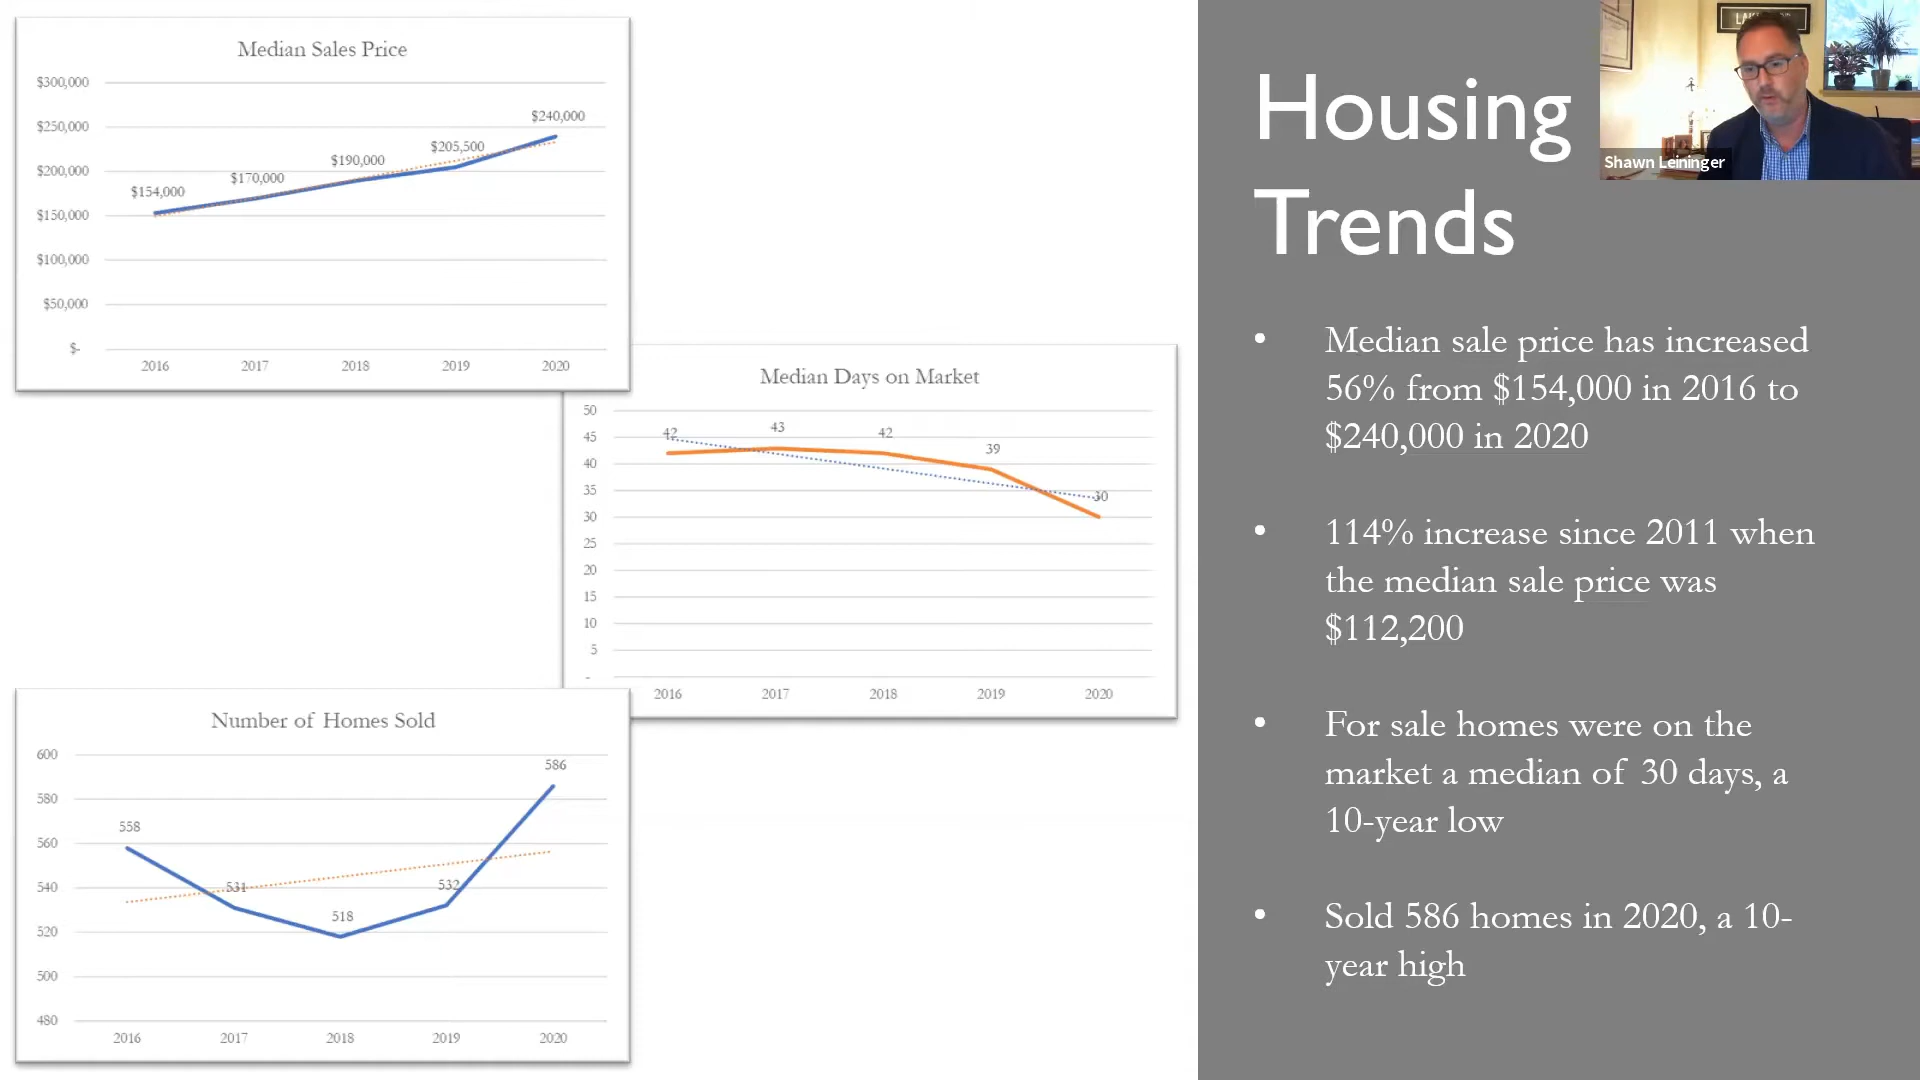 Median Sales Price
$300,000
$250,000
$200,000
$150,000
$100,000
$50,000
$-
$154,000
$170,000
$190,000
$205,500
$240,000
2016 2017 2018 2019 2020
Median Days on Market
50
45
40
35
30
25
20
15
10
5
-
42
43
42
39
30
2016 2017 2018 2019 2020
Number of Homes Sold
600
580
560
540
520
500
480
558
531
518
532
586
2016 2017 2018 2019 2020
Housing
Trends
Shawn Leininger
• Median sale price has increased
56% from $154,000 in 2016 to
$240,000 in 2020
• 114% increase since 2011 when
the median sale price was
$112,200
• For sale homes were on the
market a median of 30 days, a
10-year low
• Sold 586 homes in 2020, a 10-
year high